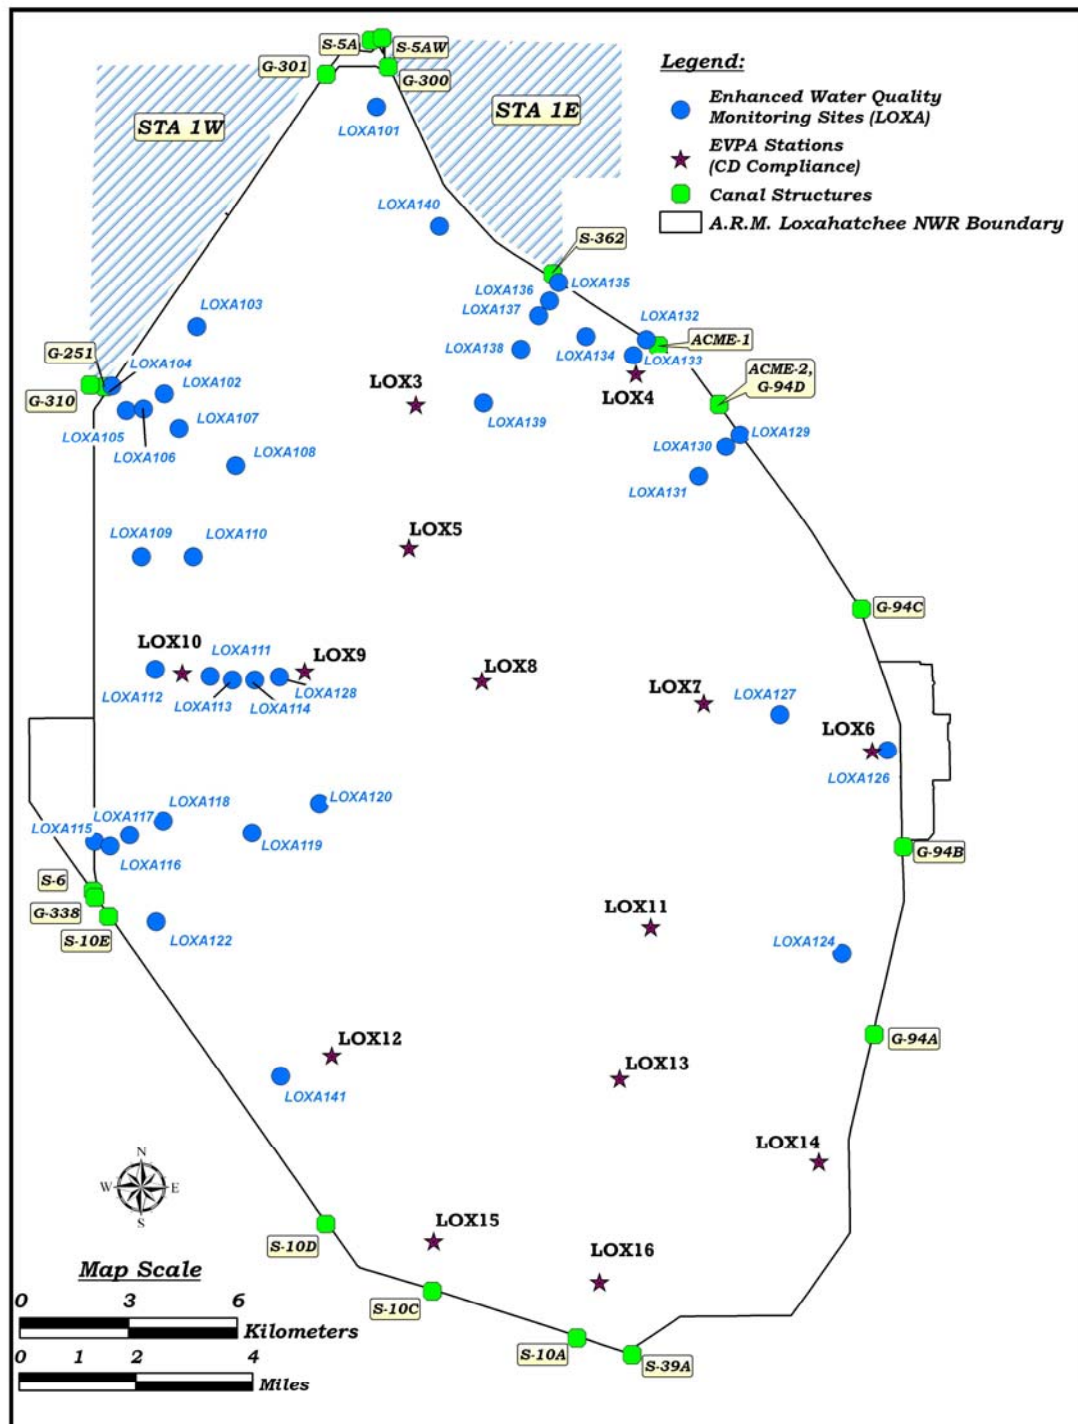 S-5A
S-5AW
G-301
G-300
Legend:
Enhanced Water Quality
Monitoring Sites (LOXA)
EVPA Stations
(CD Compliance)
Canal Structures
A.R.M. Loxahatchee NWR Boundary
STA 1W
STA 1E
LOXA101
LOXA140
S-362
LOXA135
LOXA136
LOXA137
LOXA103
LOXA132
ACME-1
G-251
LOXA104
LOXA138
LOXA134
LOXA133
ACME-2,
G-94D
G-310
LOXA102
LOX3
LOX4
LOXA107
LOXA139
LOXA105
LOXA106
LOXA129
LOXA130
LOXA108
LOXA131
LOXA109
LOXA110
LOX5
G-94C
LOX10
LOXA111
LOX9
LOX8
LOXA112
LOXA113
LOXA114
LOXA128
LOX7
LOXA127
LOX6
LOXA126
LOXA118
LOXA120
LOXA117
LOXA115
LOXA116
LOXA119
G-94B
S-6
G-338
S-10E
LOXA122
LOX11
LOXA124
G-94A
LOX12
LOX13
LOXA141
LOX14
N
W
E
S
LOX15
S-10D
LOX16
Map Scale
0 3 6
Kilometers
S-10C
S-10A
S-39A
0 1 2 4
Miles